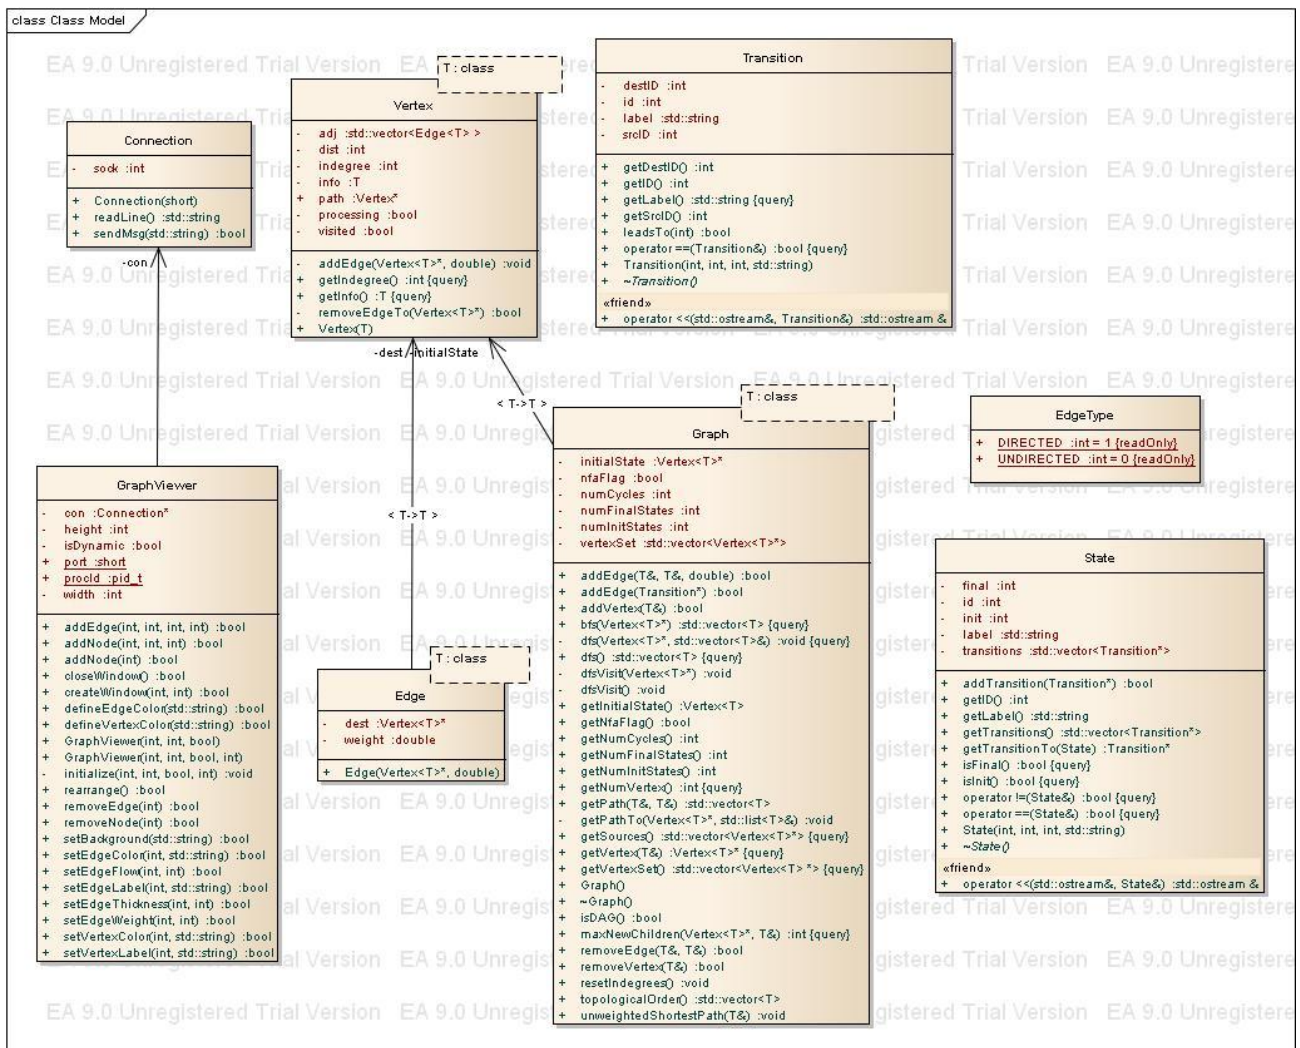 class Class Model
T : class
Vertex
- adj :std::vector<Edge<T> >
- dist :int
- indegree :int
- info :T
+ path :Vertex*
- processing :bool
- visited :bool
- addEdge(Vertex<T>*, double) :void
+ getIndegree() :int {query}
+ getInfo() :T {query}
- removeEdgeTo(Vertex<T>*) :bool
+ Vertex(T)
Transition
- destID :int
- id :int
- label :std::string
- srcID :int
+ getDestID() :int
+ getID() :int
+ getLabel() :std::string {query}
+ getSrcID() :int
+ leadsTo(int) :bool
+ operator ==(Transition&) :bool {query}
+ Transition(int, int, int, std::string)
+ ~Transition()
«friend»
+ operator <<(std::ostream&, Transition&) :std::ostream &
Connection
- sock :int
+ Connection(short)
+ readLine() :std::string
+ sendMsg(std::string) :bool
-con
-dest
-initialState
< T->T >
< T->T >
T : class
Graph
- initialState :Vertex<T>*
- nfaFlag :bool
- numCycles :int
- numFinalStates :int
- numInitStates :int
- vertexSet :std::vector<Vertex<T>*>
+ addEdge(T&, T&, double) :bool
+ addEdge(Transition*) :bool
+ addVertex(T&) :bool
+ bfs(Vertex<T>*) :std::vector<T> {query}
- dfs(Vertex<T>*, std::vector<T>&) :void {query}
+ dfs() :std::vector<T> {query}
- dfsVisit(Vertex<T>*) :void
- dfsVisit() :void
+ getInitialState() :Vertex<T>
+ getNfaFlag() :bool
+ getNumCycles() :int
+ getNumFinalStates() :int
+ getNumInitStates() :int
+ getNumVertex() :int {query}
+ getPath(T&, T&) :std::vector<T>
- getPathTo(Vertex<T>*, std::list<T>&) :void
+ getSources() :std::vector<Vertex<T>*> {query}
+ getVertex(T&) :Vertex<T>* {query}
+ getVertexSet() :std::vector<Vertex<T> *> {query}
+ Graph()
+ ~Graph()
+ isDAG() :bool
+ maxNewChildren(Vertex<T>*, T&) :int {query}
+ removeEdge(T&, T&) :bool
+ removeVertex(T&) :bool
+ resetIndegrees() :void
+ topologicalOrder() :std::vector<T>
+ unweightedShortestPath(T&) :void
EdgeType
+ DIRECTED :int = 1 {readOnly}
+ UNDIRECTED :int = 0 {readOnly}
GraphViewer
- con :Connection*
- height :int
- isDynamic :bool
+ port :short
+ procId :pid_t
- width :int
+ addEdge(int, int, int, int) :bool
+ addNode(int, int, int) :bool
+ addNode(int) :bool
+ closeWindow() :bool
+ createWindow(int, int) :bool
+ defineEdgeColor(std::string) :bool
+ defineVertexColor(std::string) :bool
+ GraphViewer(int, int, bool)
+ GraphViewer(int, int, bool, int)
- initialize(int, int, bool, int) :void
+ rearrange() :bool
+ removeEdge(int) :bool
+ removeNode(int) :bool
+ setBackground(std::string) :bool
+ setEdgeColor(int, std::string) :bool
+ setEdgeFlow(int, int) :bool
+ setEdgeLabel(int, std::string) :bool
+ setEdgeThickness(int, int) :bool
+ setEdgeWeight(int, int) :bool
+ setVertexColor(int, std::string) :bool
+ setVertexLabel(int, std::string) :bool
T : class
Edge
- dest :Vertex<T>*
- weight :double
+ Edge(Vertex<T>*, double)
State
- final :int
- id :int
- init :int
- label :std::string
- transitions :std::vector<Transition*>
+ addTransition(Transition*) :bool
+ getID() :int
+ getLabel() :std::string
+ getTransitions() :std::vector<Transition*>
+ getTransitionTo(State) :Transition*
+ isFinal() :bool {query}
+ isInit() :bool {query}
+ operator !=(State&) :bool {query}
+ operator ==(State&) :bool {query}
+ State(int, int, int, std::string)
+ ~State()
«friend»
+ operator <<(std::ostream&, State&) :std::ostream &